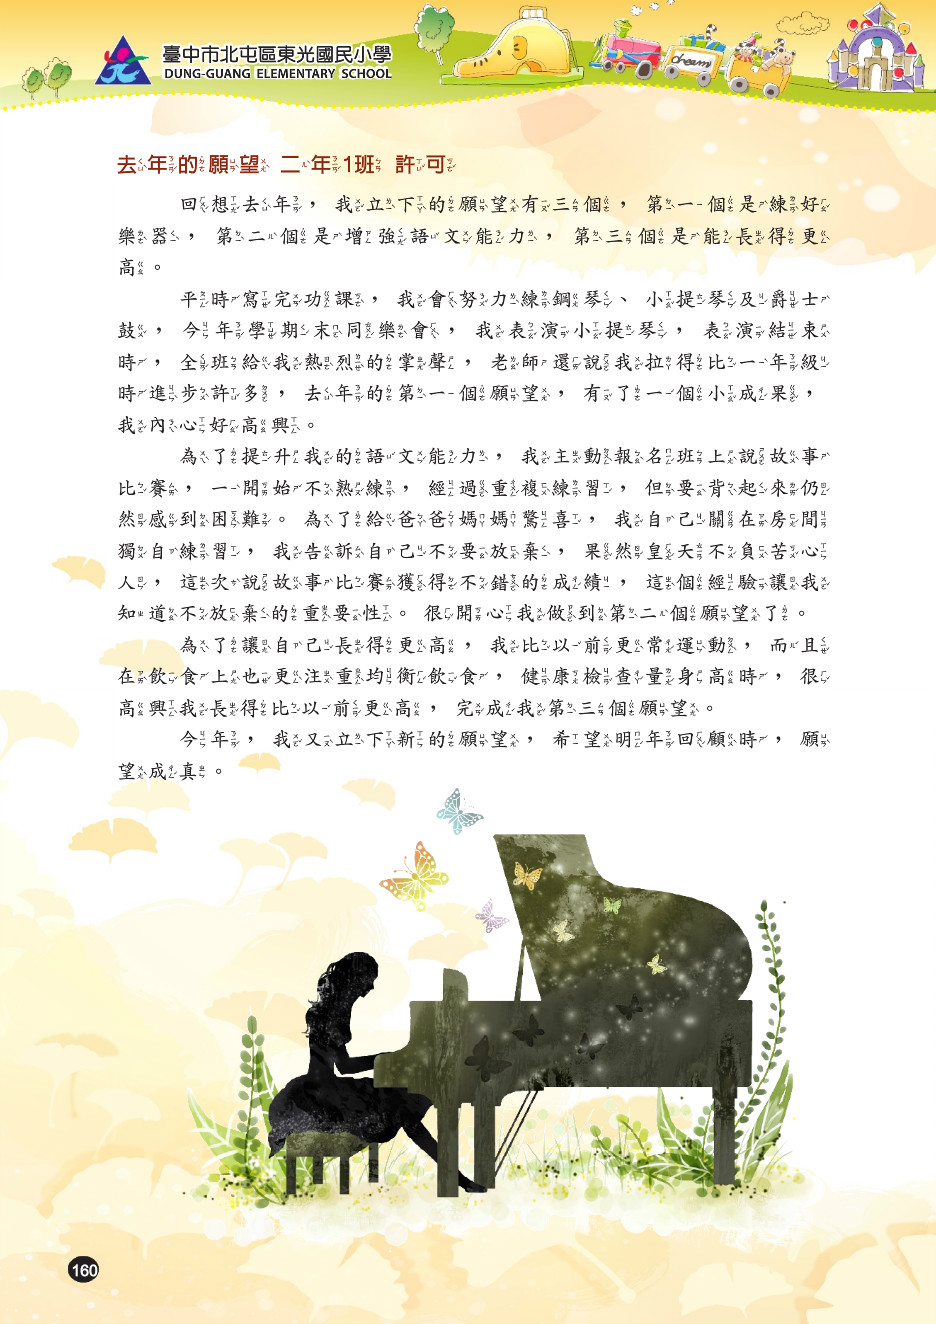 臺中市北屯區東光國民小學
DUNG-GUANG ELEMENTARY SCHOOL
dream
去年的願望 二年1班 許可
回想去年，我立下的願望有三個，第一個是練好
樂器，第二個是增強語文能力，第三個是能長得更
高。
平時寫完功課，我會努力練鋼琴、小提琴及爵士
鼓，今年學期末同樂會，我表演小提琴，表演結束
時，全班給我熱烈的掌聲，老師還說我拉得比一年級
時進步許多，去年的第一個願望，有了一個小成果，
我內心好高興。
為了提升我的語文能力，我主動報名班上說故事
比賽，一開始不熟練，經過重複練習，但要背起來仍
然感到困難。為了給爸爸媽媽驚喜，我自己關在房間
獨自練習，我告訴自己不要放棄，果然皇天不負苦心
人，這次說故事比賽獲得不錯的成績，這個經驗讓我
知道不放棄的重要性。很開心我做到第二個願望了。
為了讓自己長得更高，我比以前更常運動，而且
在飲食上也更注重均衡飲食，健康檢查量身高時，很
高興我長得比以前更高，完成我第三個願望。
今年，我又立下新的願望，希望明年回顧時，願
望成真。
160